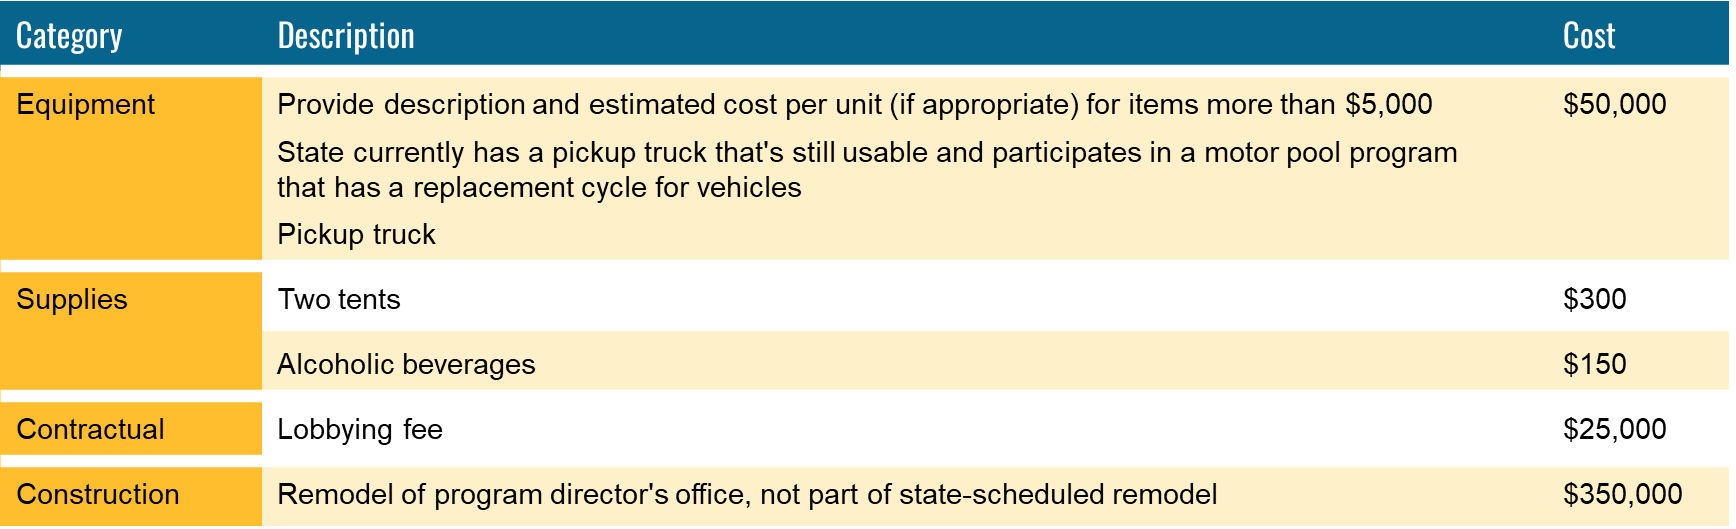 Category Description Cost
Equipment Provide description and estimated cost per unit (if appropriate) for items more than $5,000 $50,000
State currently has a pickup truck that's still usable and participates in a motor pool program
that has a replacement cycle for vehicles
Pickup truck
Supplies Two tents $300
Alcoholic beverages $150
Contractual Lobbying fee $25,000
Construction Remodel of program director's office, not part of state-scheduled remodel $350,000